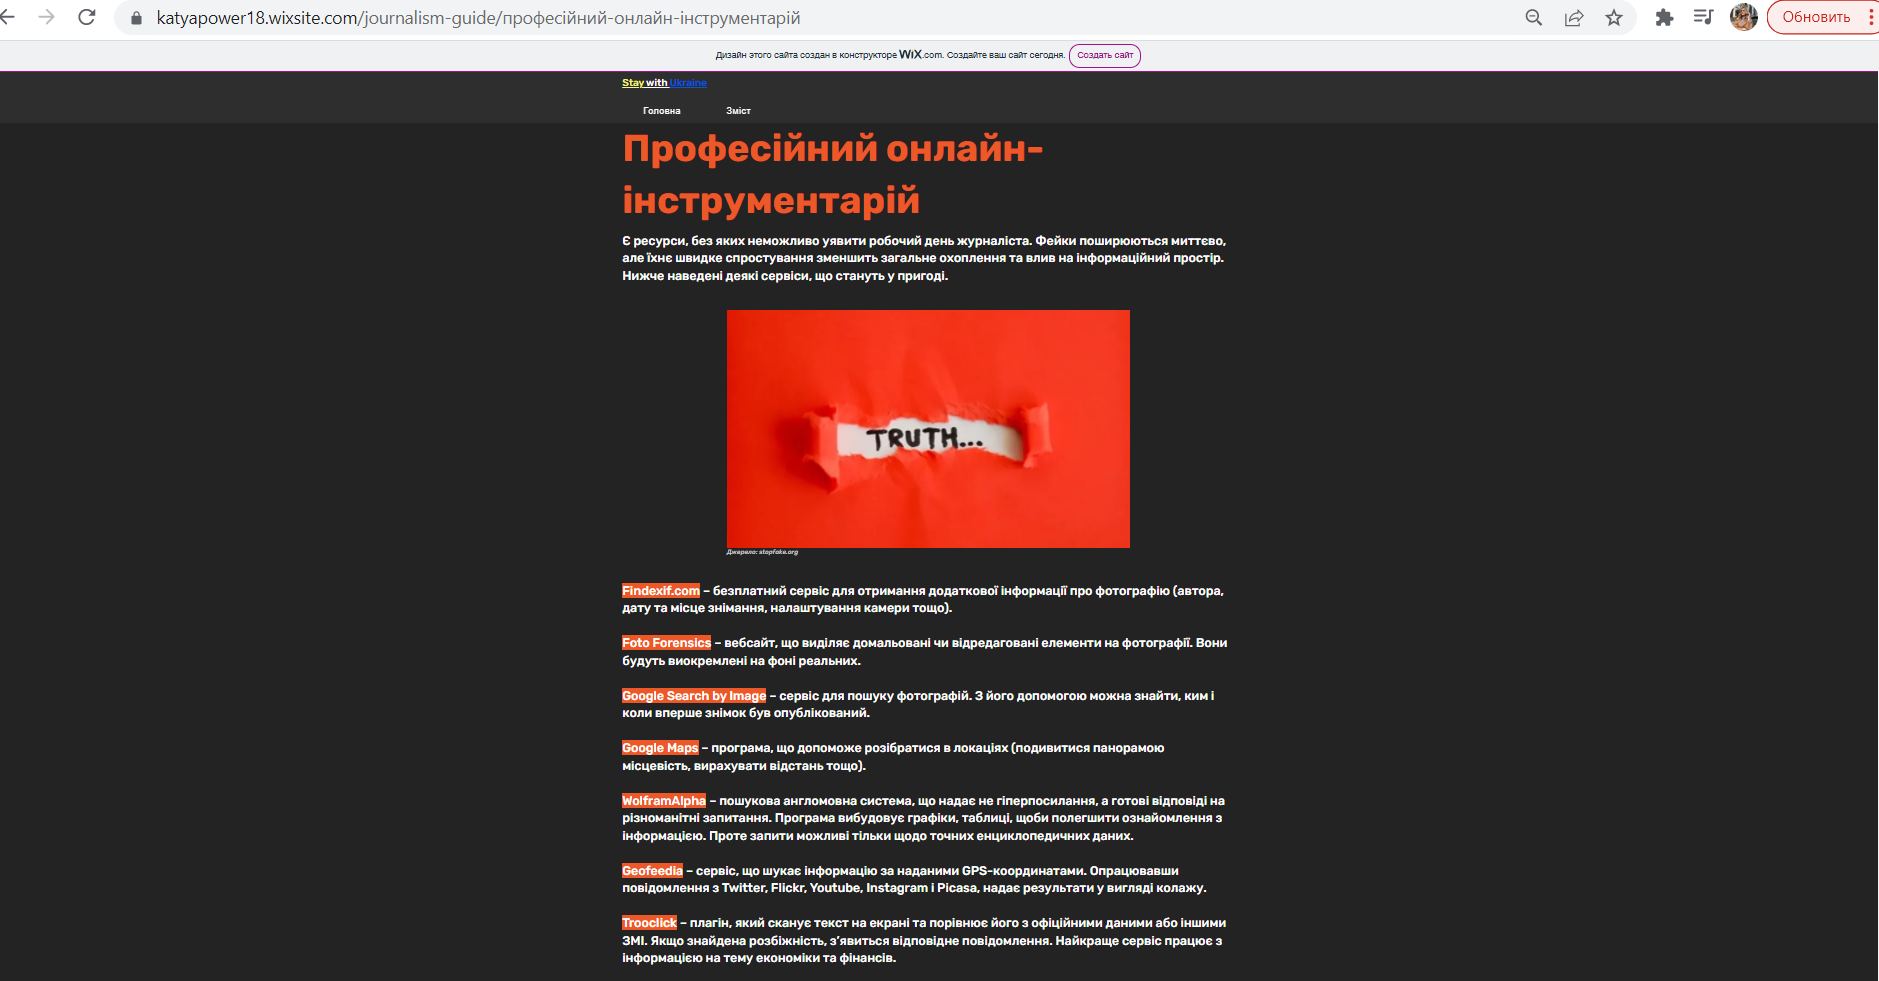 katyapower18.wixsite.com/journalism-guide/професійний-онлайн-інструментарій
Обновить
Дизайн этого сайта создан в конструкторе WiX.com. Создайте ваш сайт сегодня. Создать сайт
Stay with Ukraine
Головна Зміст
Професійний онлайн-
інструментарій
Є ресурси, без яких неможливо уявити робочий день журналіста. Фейки поширюються миттєво,
але їхнє швидке спростування зменшить загальне охоплення та влив на інформаційний простір.
Нижче наведені деякі сервіси, що стануть у пригоді.
TRUTH...
Джерело: stopfake.org
Findexif.com – безплатний сервіс для отримання додаткової інформації про фотографію (автора,
дату та місце знімання, налаштування камери тощо).
Foto Forensics – вебсайт, що виділяє домальовані чи відредаговані елементи на фотографії. Вони
будуть виокремлені на фоні реальних.
Google Search by Image – сервіс для пошуку фотографій. З його допомогою можна знайти, ким і
коли вперше знімок був опублікований.
Google Maps – програма, що допоможе розібратися в локаціях (подивитися панорамою
місцевість, вирахувати відстань тощо).
WolframAlpha – пошукова англомовна система, що надає не гіперпосилання, а готові відповіді на
різноманітні запитання. Програма вибудовує графіки, таблиці, щоби полегшити ознайомлення з
інформацією. Проте запити можливі тільки щодо точних енциклопедичних даних.
Geofeedia – сервіс, що шукає інформацію за наданими GPS-координатами. Опрацювавши
повідомлення з Twitter, Flickr, Youtube, Instagram і Picasa, надає результати у вигляді колажу.
Trooclick – плагін, який сканує текст на екрані та порівнює його з офіційними даними або іншими
ЗМІ. Якщо знайдена розбіжність, з’явиться відповідне повідомлення. Найкраще сервіс працює з
інформацією на тему економіки та фінансів.